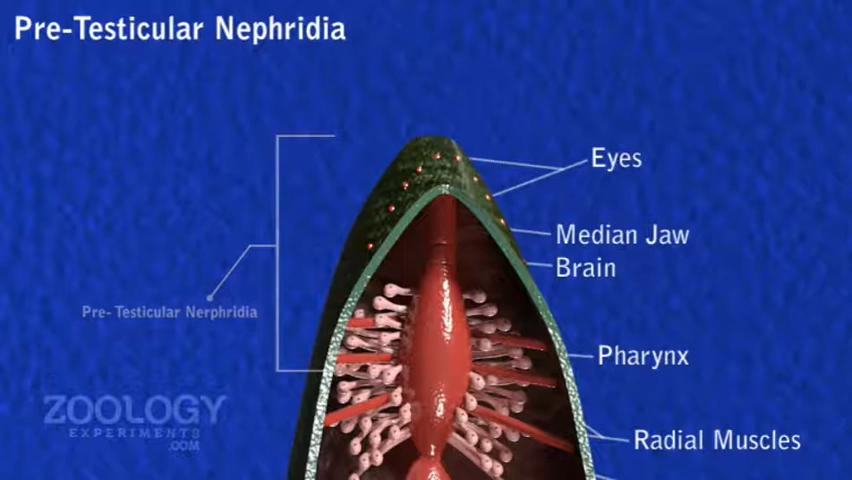 Pre-Testicular Nephridia
Eyes
Median Jaw
Brain
Pre- Testicular Nerphridia
Pharynx
ZOOLOGY
EXPERIMENTS
.COM
Radial Muscles